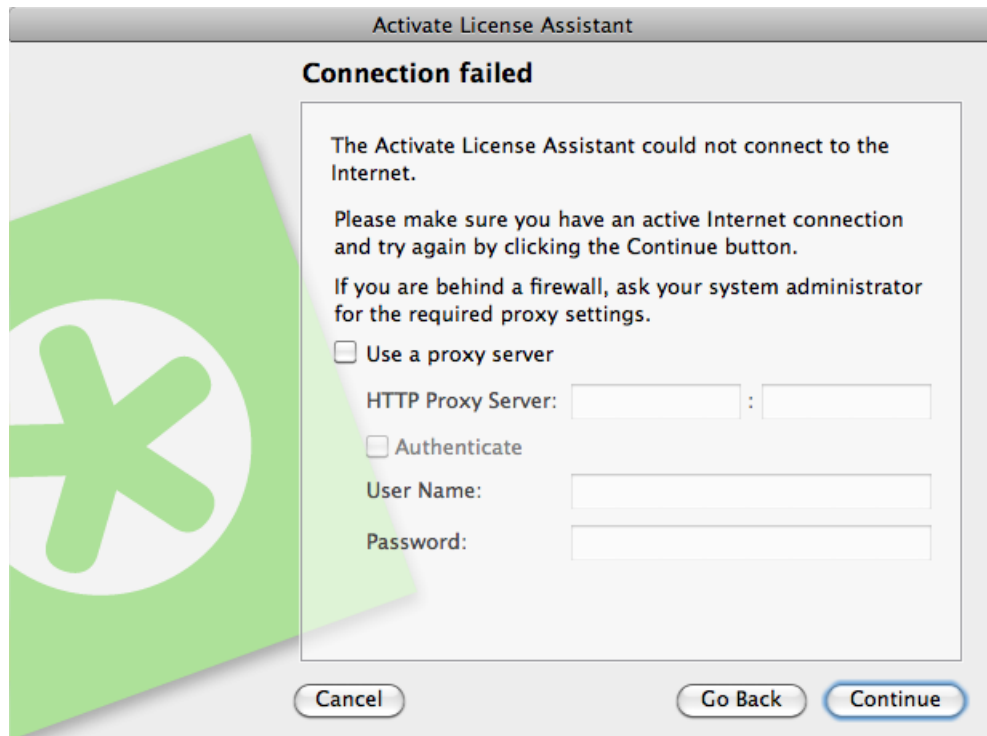 Activate License Assistant
Connection failed
The Activate License Assistant could not connect to the
Internet.
Please make sure you have an active Internet connection
and try again by clicking the Continue button.
If you are behind a firewall, ask your system administrator
for the required proxy settings.
Use a proxy server
HTTP Proxy Server: :
Authenticate
User Name:
Password:
Cancel Go Back Continue